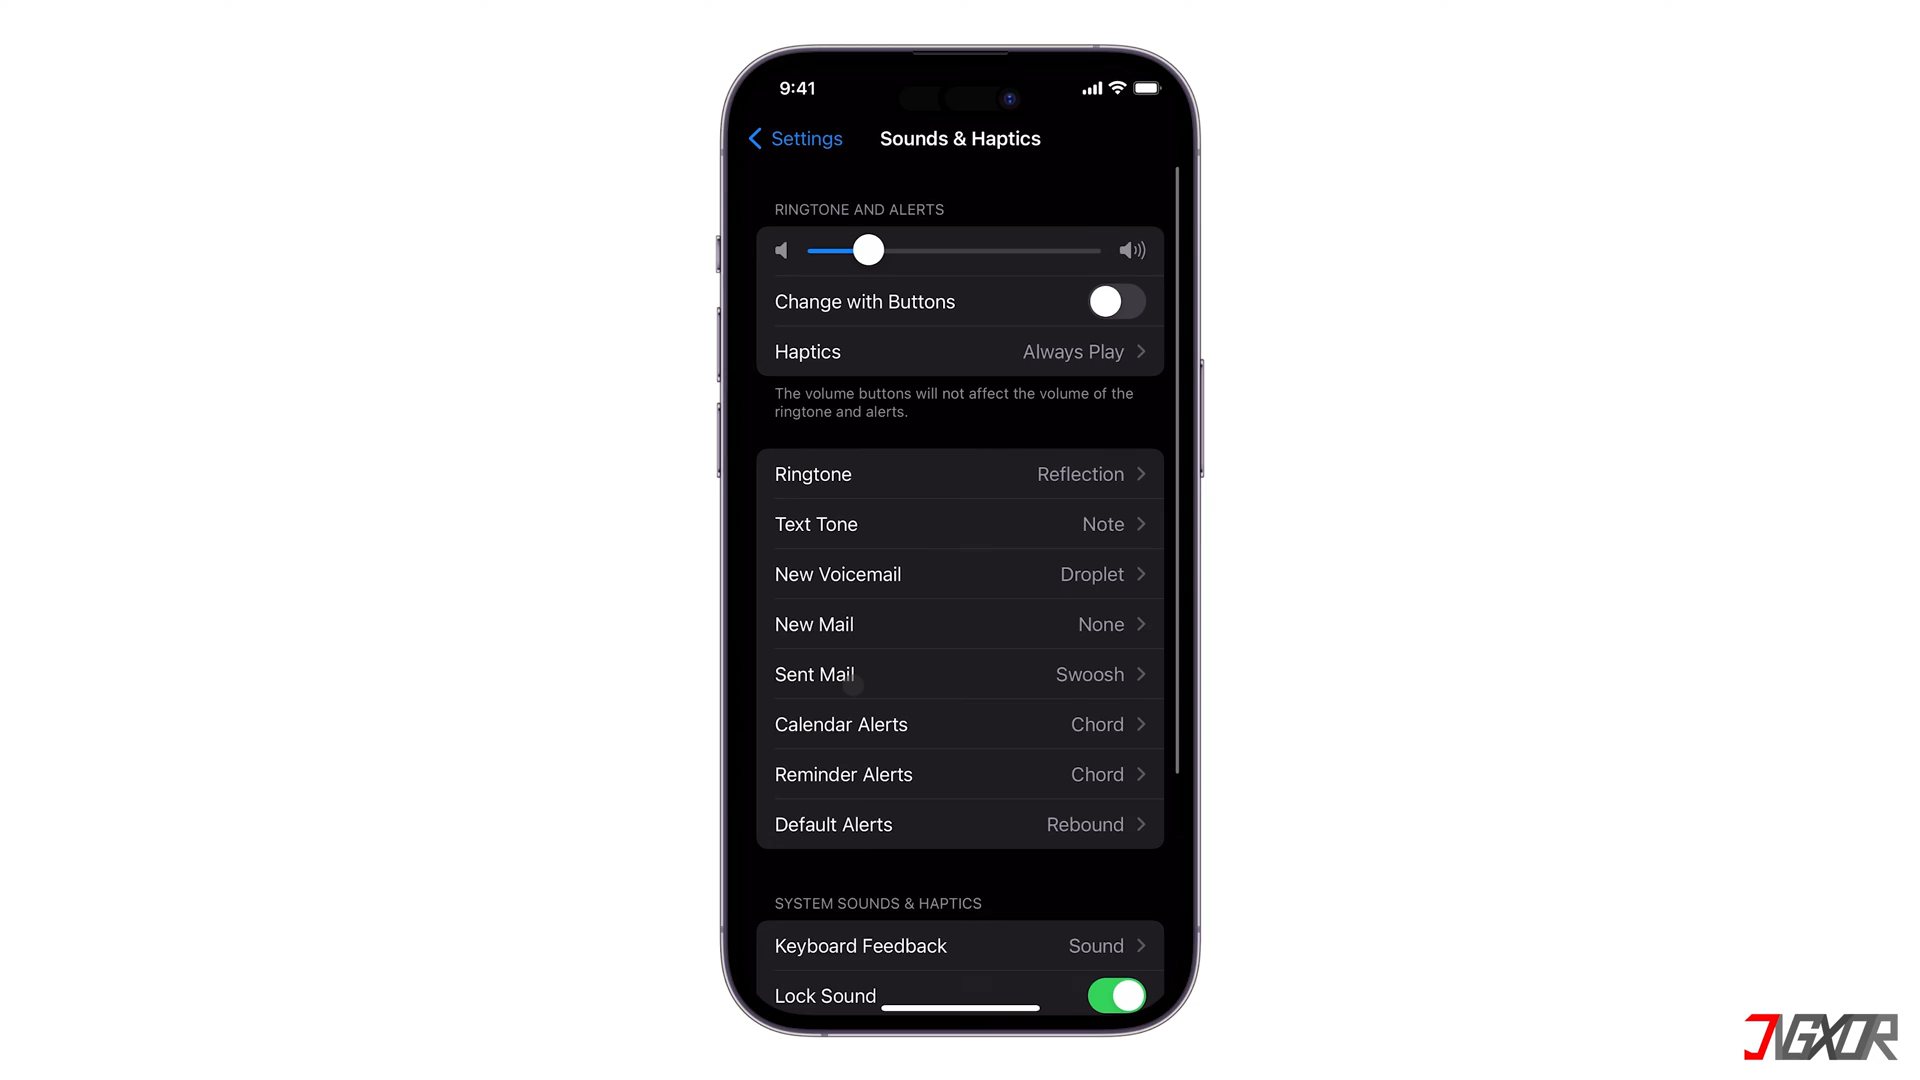 9:41
Settings
Sounds & Haptics
RINGTONE AND ALERTS
Change with Buttons
Haptics Always Play
The volume buttons will not affect the volume of the
ringtone and alerts.
Ringtone Reflection
Text Tone Note
New Voicemail Droplet
New Mail None
Sent Mail Swoosh
Calendar Alerts Chord
Reminder Alerts Chord
Default Alerts Rebound
SYSTEM SOUNDS & HAPTICS
Keyboard Feedback Sound
Lock Sound